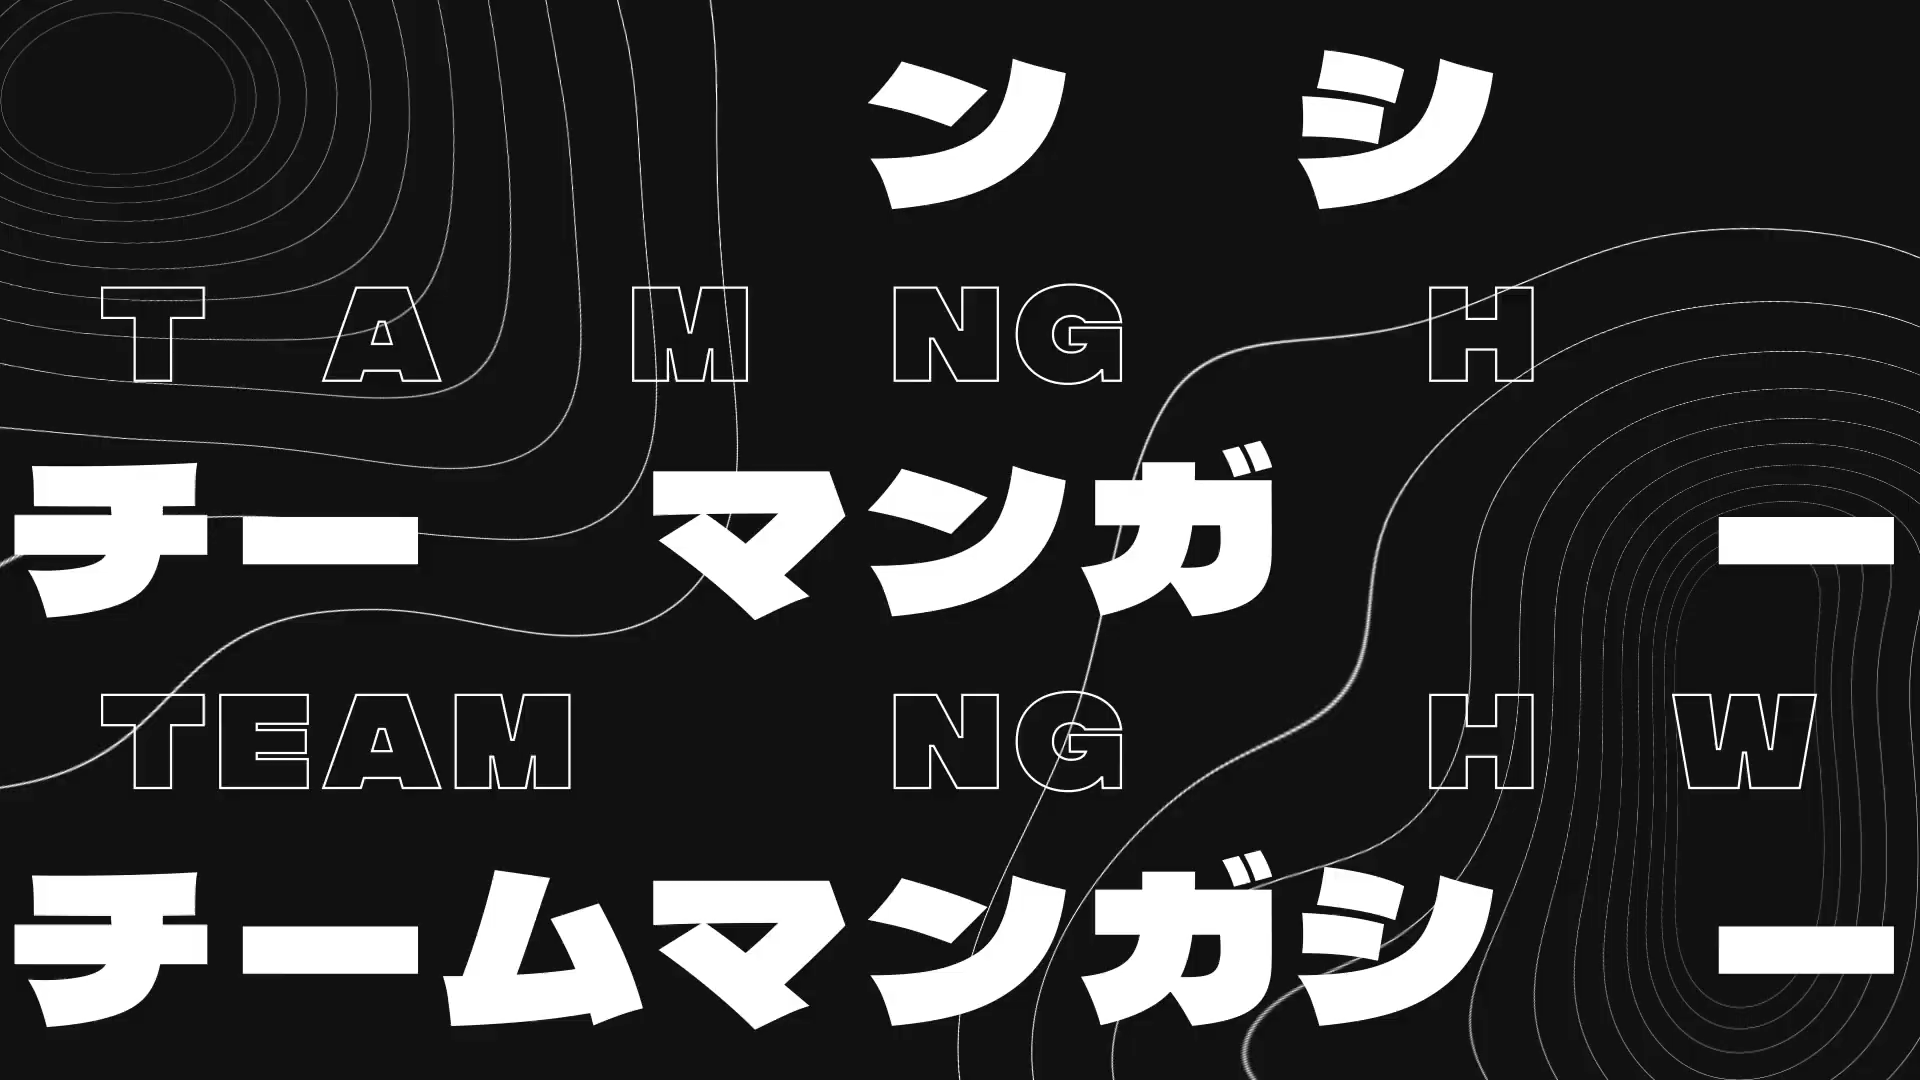 ン シ
T A M NG H
チー マンガ ー
TEAM NG H W
チームマンガシ ー